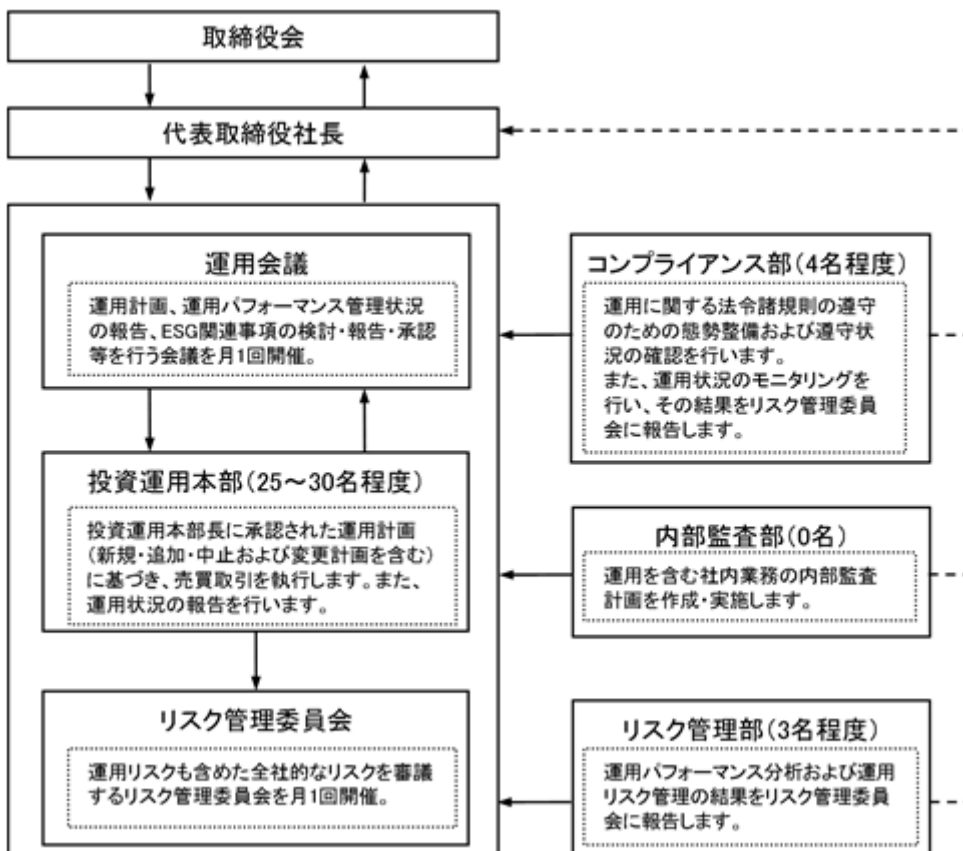 取締役会
代表取締役社長
運用会議
運用計画、運用パフォーマンス管理状況
の報告、ESG関連事項の検討・報告・承認
等を行う会議を月1回開催。
投資運用本部(25～30名程度)
投資運用本部長に承認された運用計画
(新規・追加・中止および変更計画を含む)
に基づき、売買取引を執行します。また、
運用状況の報告を行います。
リスク管理委員会
運用リスクも含めた全社的なリスクを審議
するリスク管理委員会を月1回開催。
コンプライアンス部(4名程度)
運用に関する法令諸規則の遵守
のための態勢整備および遵守状
況の確認を行います。
また、運用状況のモニタリングを
行い、その結果をリスク管理委員
会に報告します。
内部監査部(0名)
運用を含む社内業務の内部監査
計画を作成・実施します。
リスク管理部(3名程度)
運用パフォーマンス分析および運用
リスク管理の結果をリスク管理委員
会に報告します。